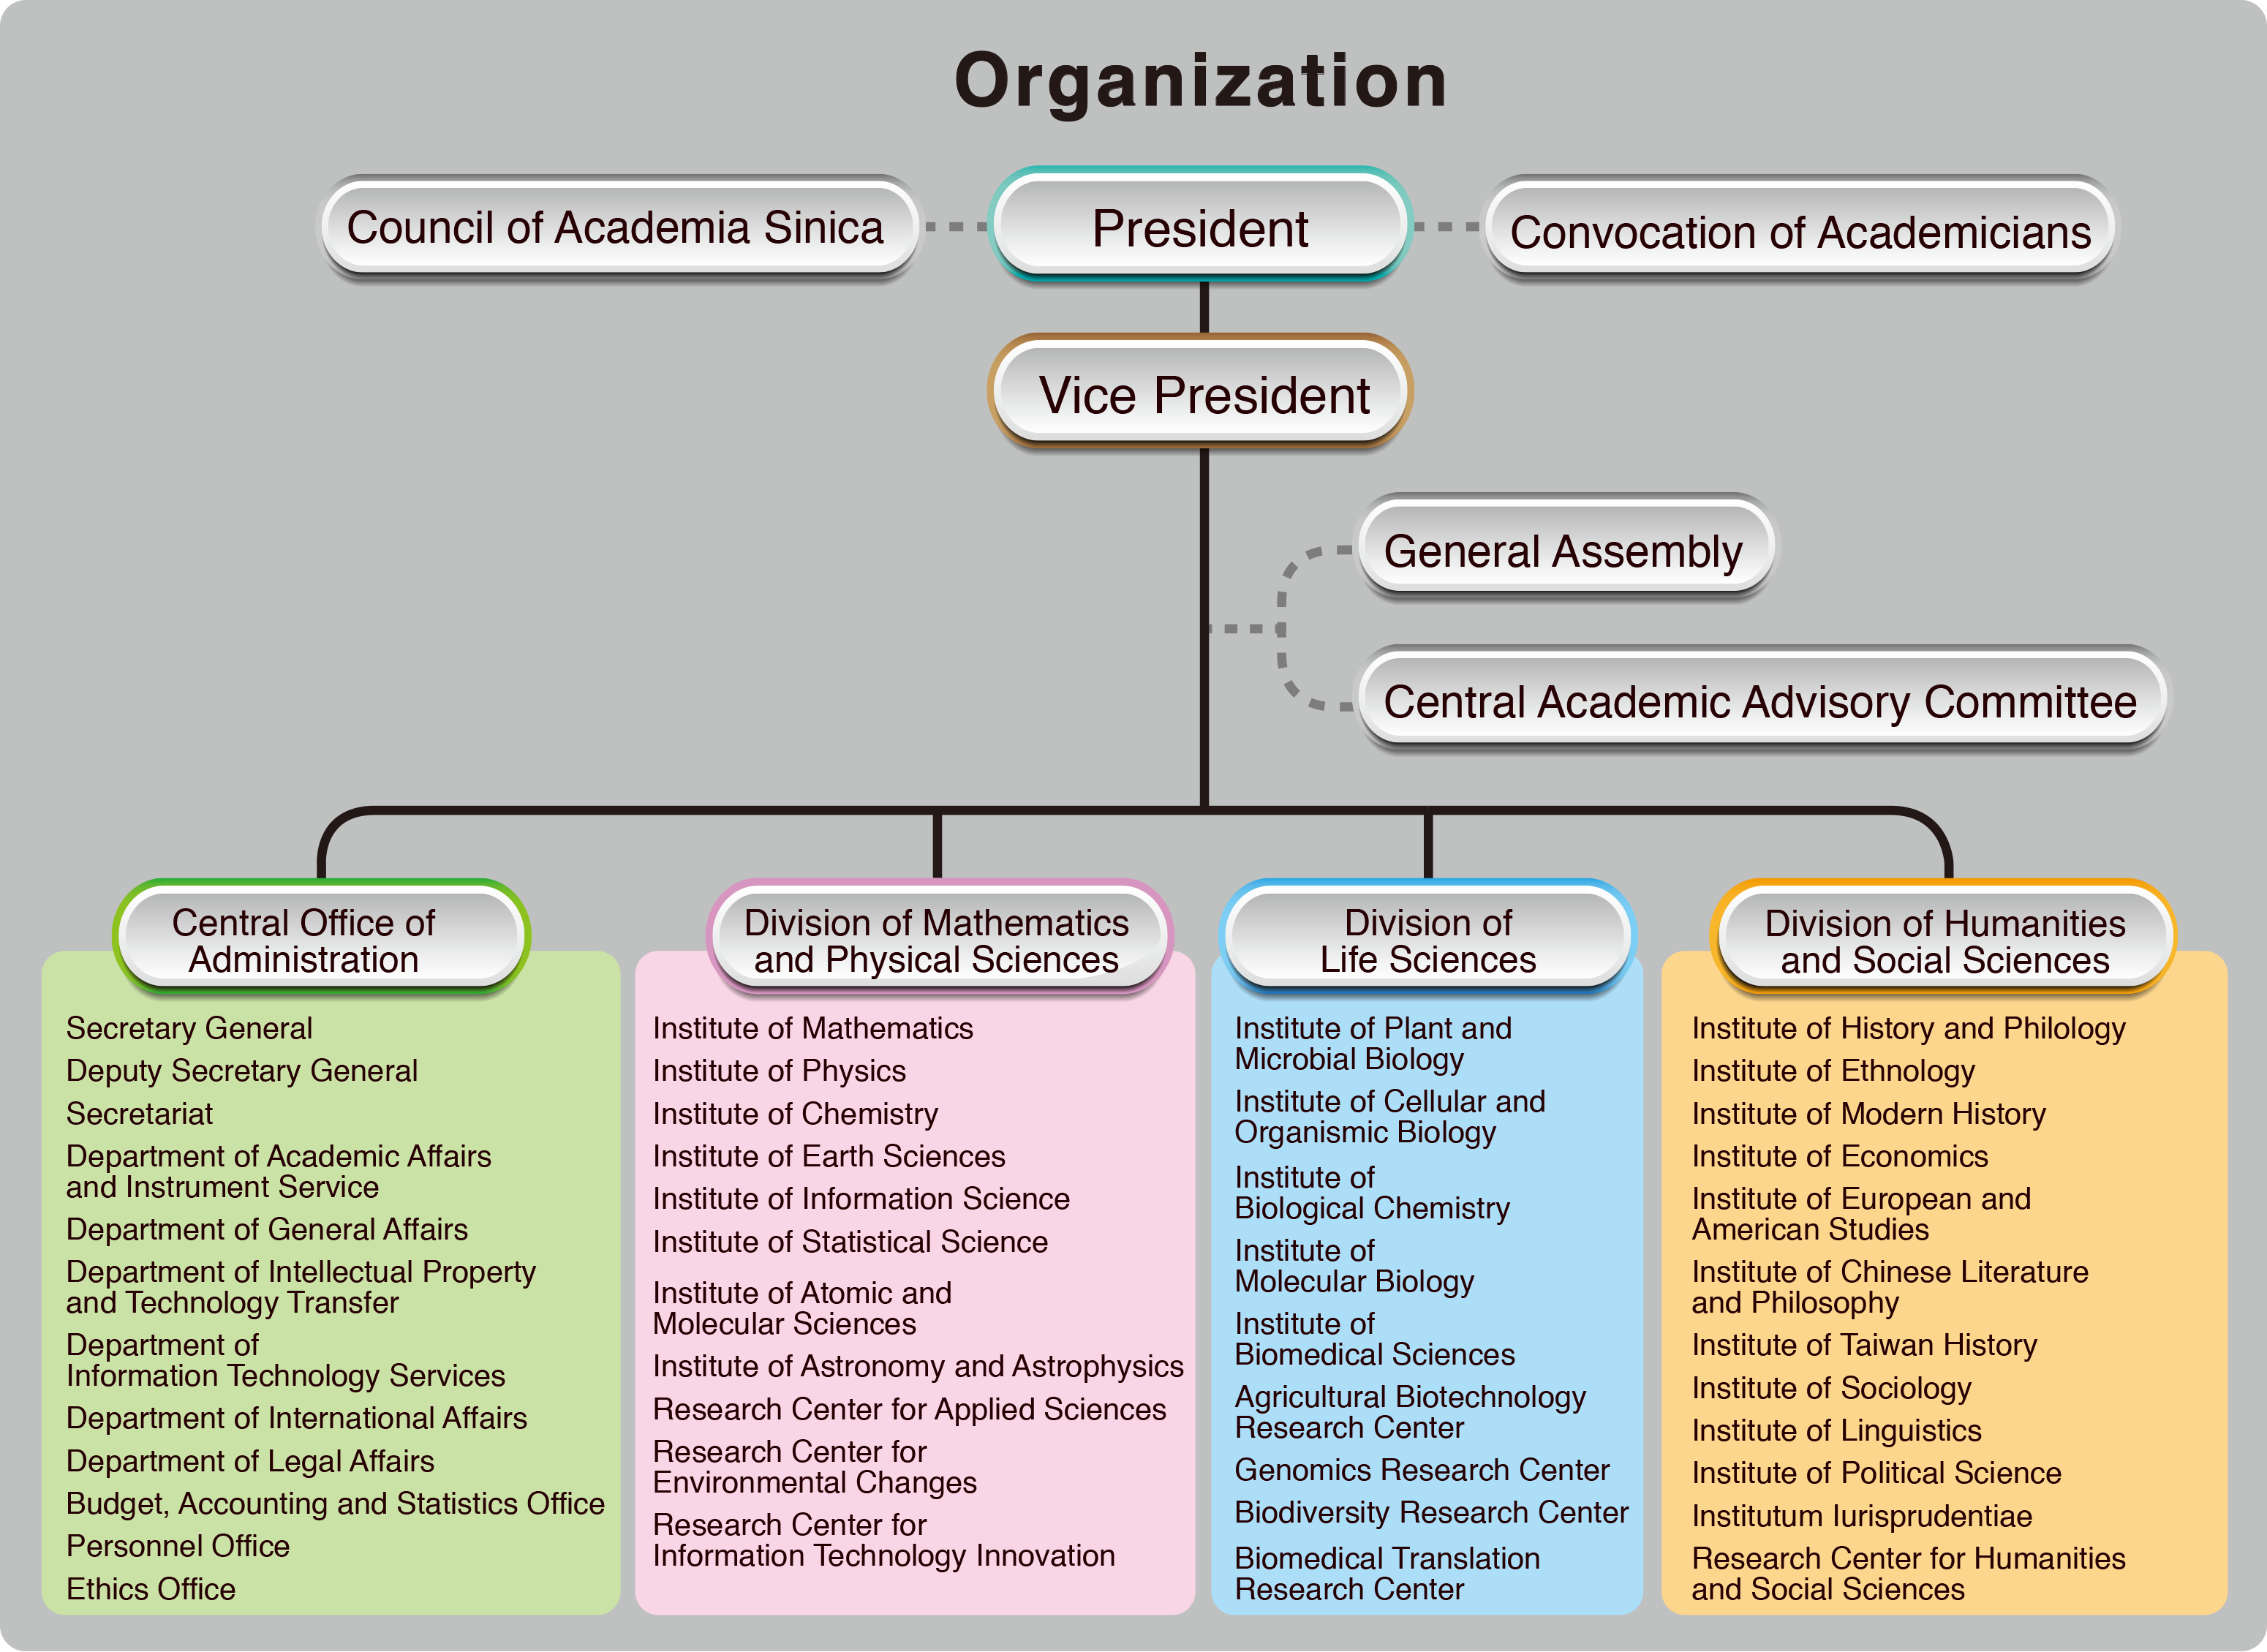 Organization
Council of Academia Sinica
President
Convocation of Academicians
Vice President
General Assembly
Central Academic Advisory Committee
Central Office of
Administration
Secretary General
Deputy Secretary General
Secretariat
Department of Academic Affairs
and Instrument Service
Department of General Affairs
Department of Intellectual Property
and Technology Transfer
Department of
Information Technology Services
Department of International Affairs
Department of Legal Affairs
Budget, Accounting and Statistics Office
Personnel Office
Ethics Office
Division of Mathematics
and Physical Sciences
Institute of Mathematics
Institute of Physics
Institute of Chemistry
Institute of Earth Sciences
Institute of Information Science
Institute of Statistical Science
Institute of Atomic and
Molecular Sciences
Institute of Astronomy and Astrophysics
Research Center for Applied Sciences
Research Center for
Environmental Changes
Research Center for
Information Technology Innovation
Division of
Life Sciences
Institute of Plant and
Microbial Biology
Institute of Cellular and
Organismic Biology
Institute of
Biological Chemistry
Institute of
Molecular Biology
Institute of
Biomedical Sciences
Agricultural Biotechnology
Research Center
Genomics Research Center
Biodiversity Research Center
Biomedical Translation
Research Center
Division of Humanities
and Social Sciences
Institute of History and Philology
Institute of Ethnology
Institute of Modern History
Institute of Economics
Institute of European and
American Studies
Institute of Chinese Literature
and Philosophy
Institute of Taiwan History
Institute of Sociology
Institute of Linguistics
Institute of Political Science
Institutum Iurisprudentiae
Research Center for Humanities
and Social Sciences